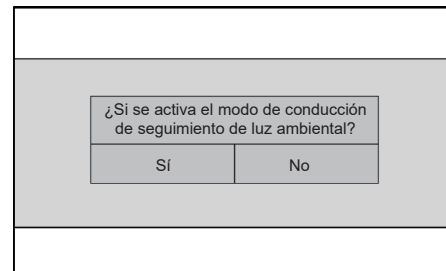 ¿Si se activa el modo de conducción
de seguimiento de luz ambiental?
Sí
No